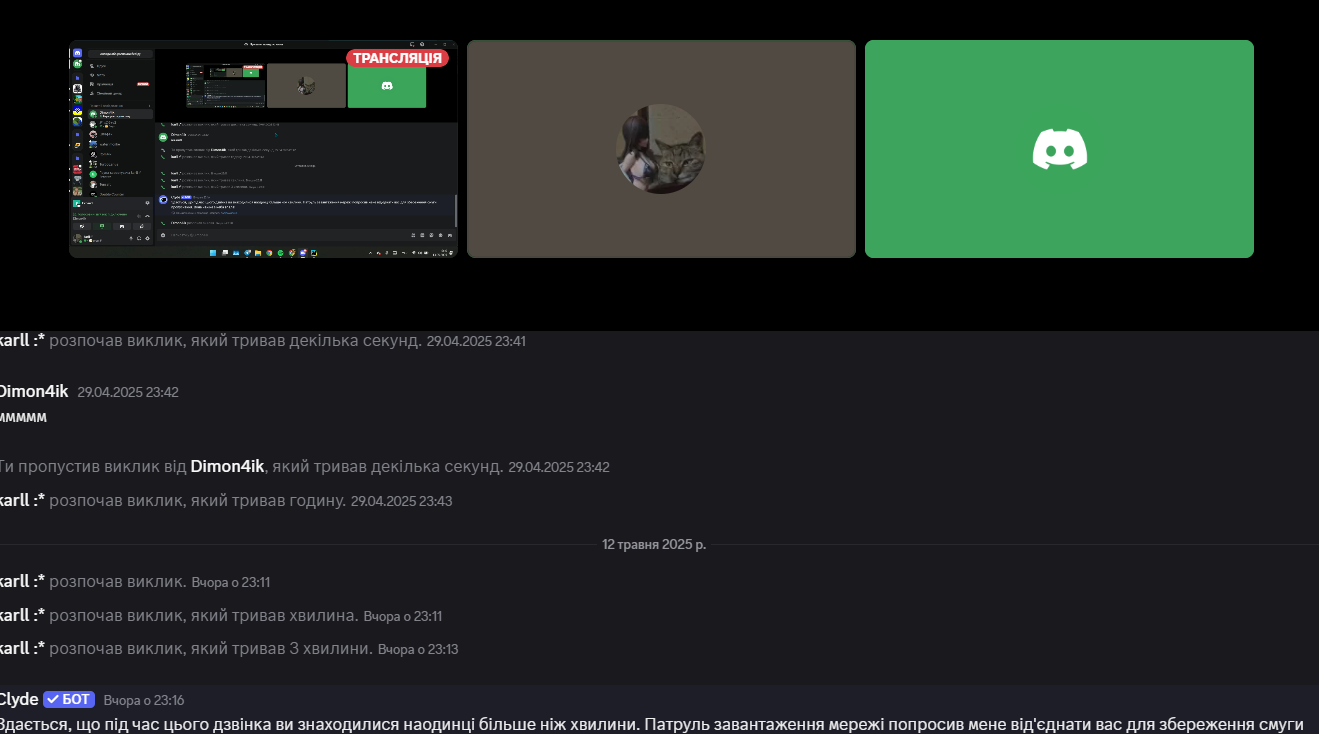 ТРАНСЛЯЦІЯ
karll :* розпочав виклик, який тривав декілька секунд. 29.04.2025 23:41
Dimon4ik 29.04.2025 23:42
ммммм
Ти пропустив виклик від Dimon4ik, який тривав декілька секунд. 29.04.2025 23:42
karll :* розпочав виклик, який тривав годину. 29.04.2025 23:43
12 травня 2025 р.
karll :* розпочав виклик. Вчора о 23:11
karll :* розпочав виклик, який тривав хвилина. Вчора о 23:11
karll :* розпочав виклик, який тривав 3 хвилини. Вчора о 23:13
Clyde БОТ Вчора о 23:16
Здається, що під час цього дзвінка ви знаходилися наодинці більше ніж хвилини. Патруль завантаження мережі попросив мене від'єднати вас для збереження смуги